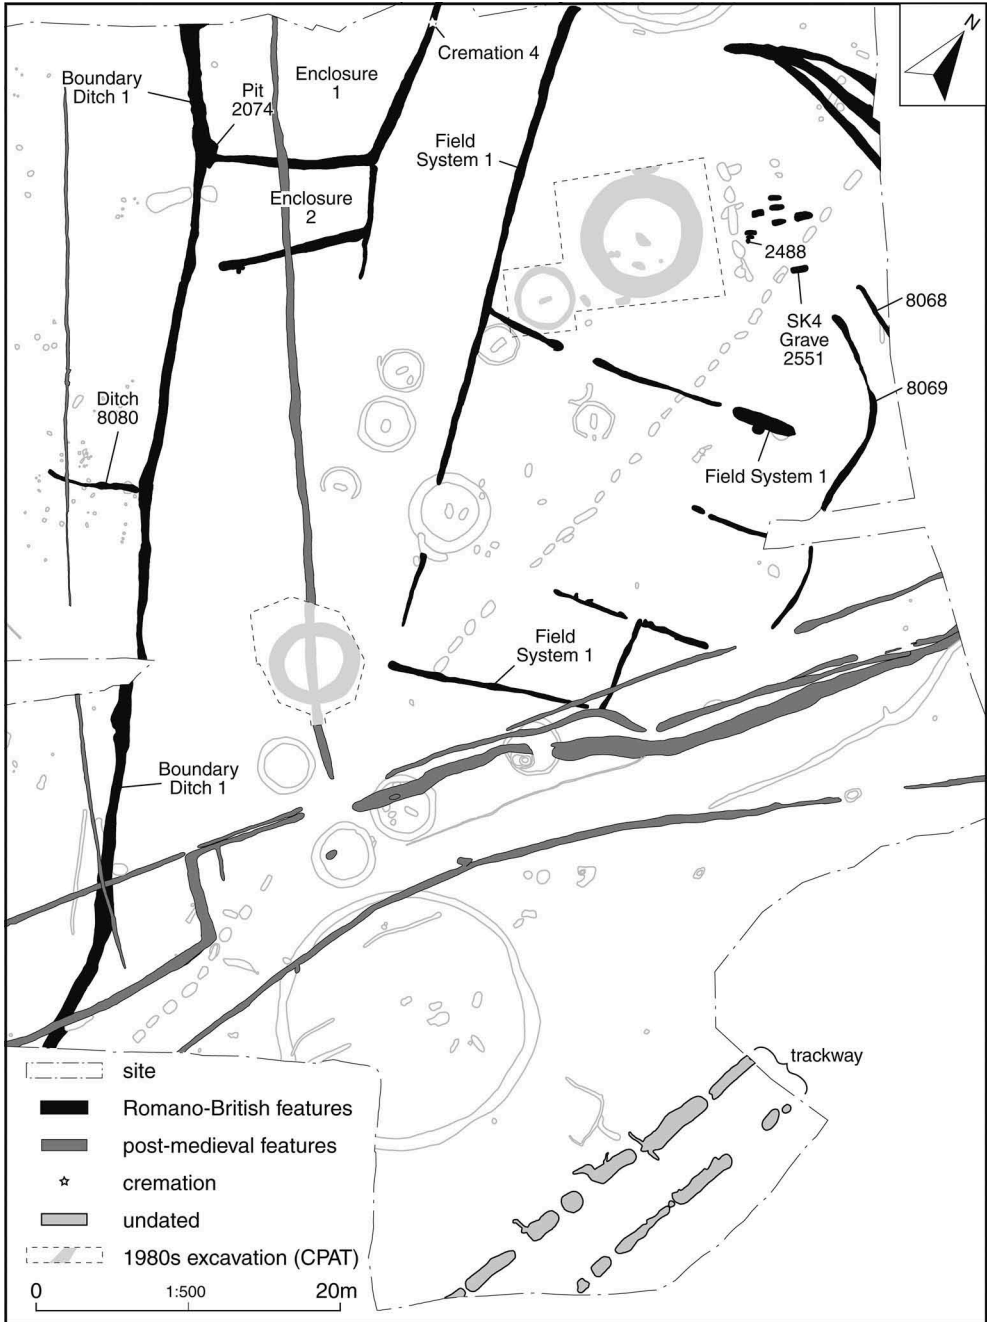 N
Cremation 4
Enclosure
1
Boundary
Ditch 1
Pit
2074
Field
System 1
Enclosure
2
2488
8068
SK4
Grave
2551
8069
Ditch
8080
Field System 1
Field
System 1
Boundary
Ditch 1
trackway
site
Romano-British features
post-medieval features
cremation
undated
1980s excavation (CPAT)
0 1:500 20m